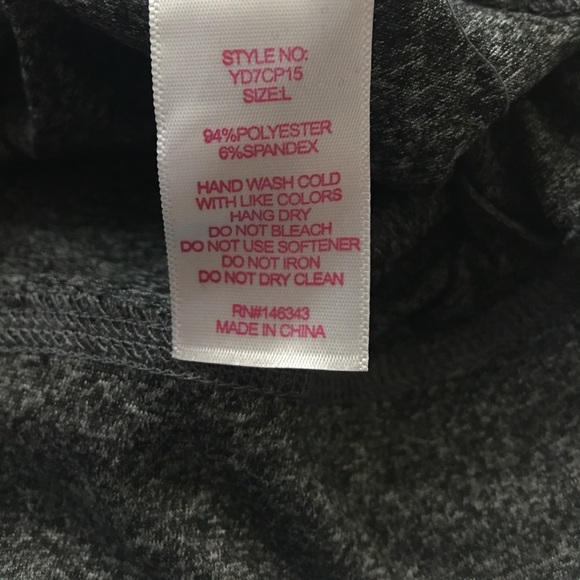 STYLE NO:
YD7CP15
SIZE:L
94%POLYESTER
6%SPANDEX
HAND WASH COLD
WITH LIKE COLORS
HANG DRY
DO NOT BLEACH
DO NOT USE SOFTENER
DO NOT IRON
DO NOT DRY CLEAN
RN#146343
MADE IN CHINA